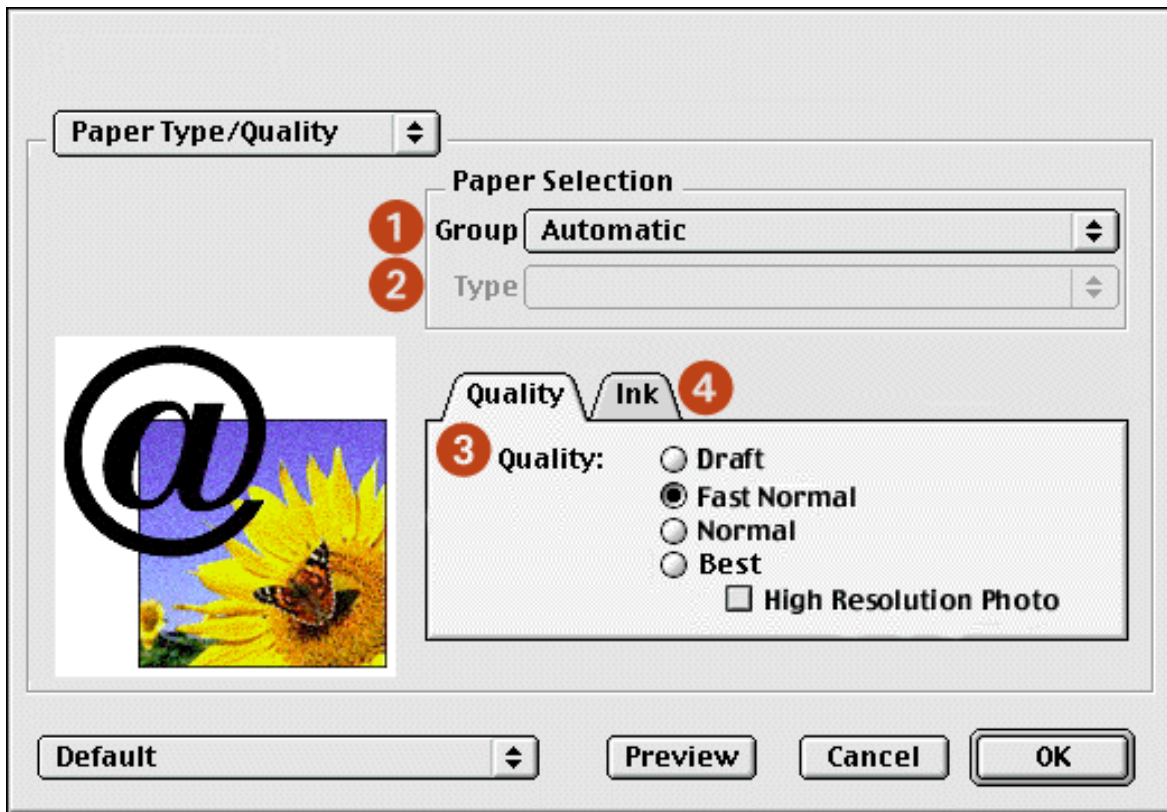 Paper Type/Quality
Paper Selection
1 Group Automatic
2 Type
@
Quality Ink 4
3 Quality: Draft
Fast Normal
Normal
Best
High Resolution Photo
Default Preview Cancel OK